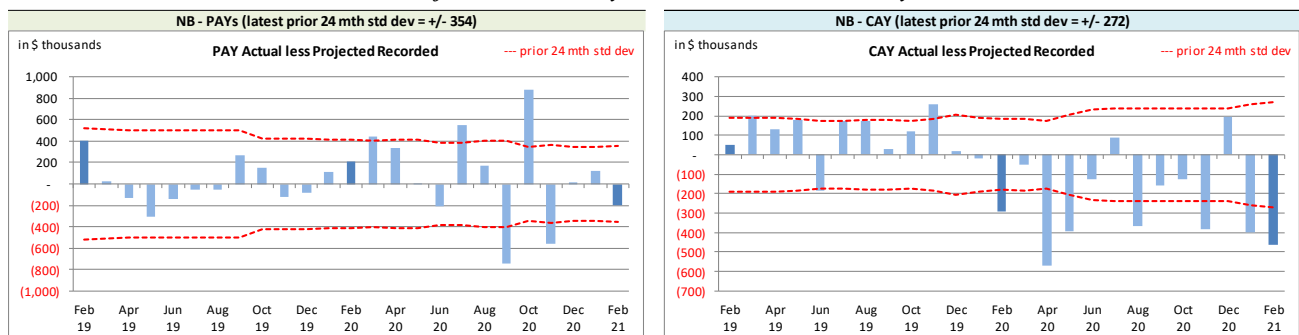 NB - PAYs (latest prior 24 mth std dev = +/- 354)
in $ thousands
PAY Actual less Projected Recorded
--- prior 24 mth std dev
1,000
800
600
400
200
-
(200)
(400)
(600)
(800)
(1,000)
Feb Apr Jun Aug Oct Dec Feb Apr Jun Aug Oct Dec Feb
19 19 19 19 19 19 20 20 20 20 20 20 21
NB - CAY (latest prior 24 mth std dev = +/- 272)
in $ thousands
CAY Actual less Projected Recorded
--- prior 24 mth std dev
400
300
200
100
-
(100)
(200)
(300)
(400)
(500)
(600)
(700)
Feb Apr Jun Aug Oct Dec Feb Apr Jun Aug Oct Dec Feb
19 19 19 19 19 19 20 20 20 20 20 20 21